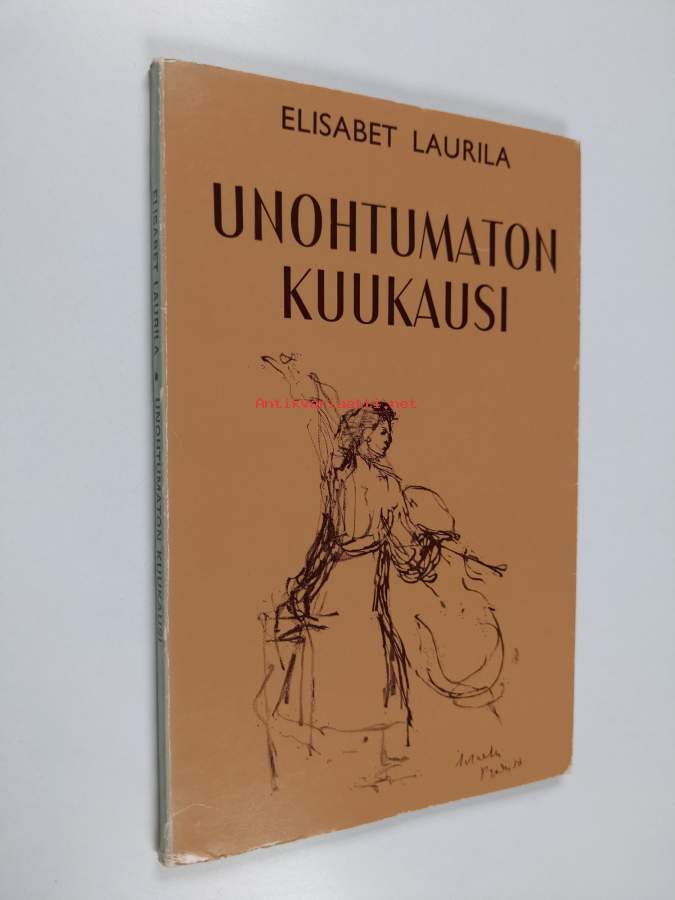 ELISABET LAURILA
UNOHTUMATON
KUUKAUSI
Antikvariaatti.net
ELISABET LAURILA • UNOHTUMATON KUUKAUSI